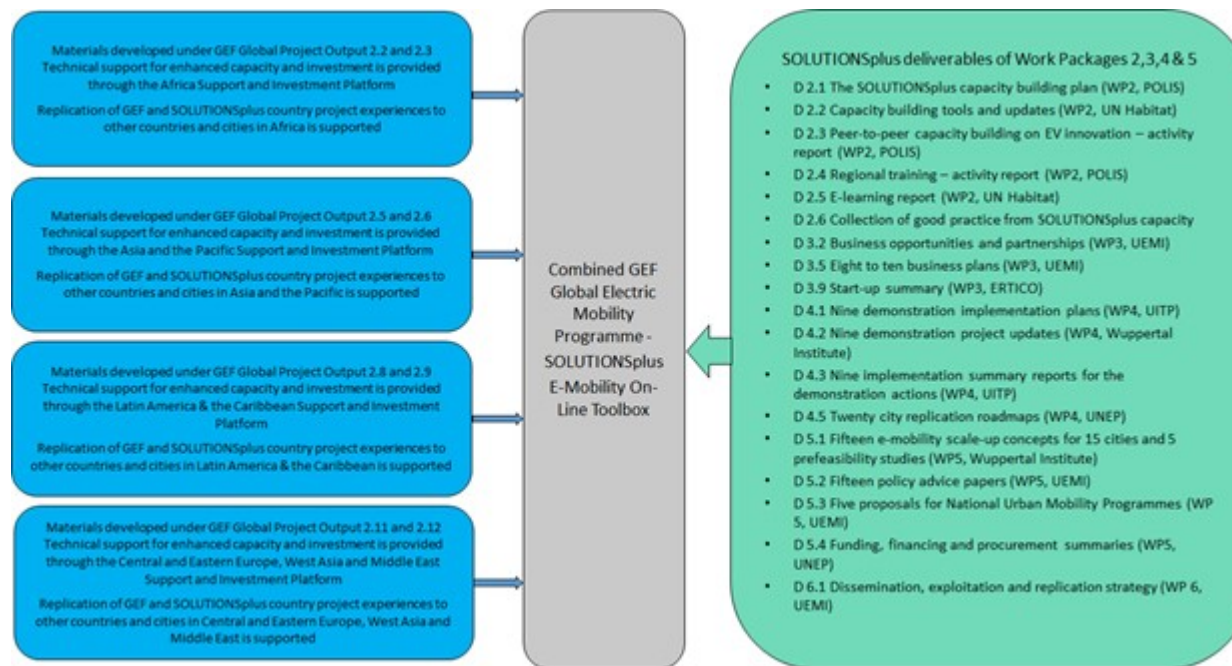 Materials developed under GEF Global Project Output 2.2 and 2.3
Technical support for enhanced capacity and investment is provided
through the Africa Support and Investment Platform
Replication of GEF and SOLUTIONSplus country project experiences to
other countries and cities in Africa is supported
Materials developed under GEF Global Project Output 2.5 and 2.6
Technical support for enhanced capacity and investment is provided
through the Asia and the Pacific Support and Investment Platform
Replication of GEF and SOLUTIONSplus country project experiences to
other countries and cities in Asia and the Pacific is supported
Materials developed under GEF Global Project Output 2.8 and 2.9
Technical support for enhanced capacity and investment is provided
through the Latin America & the Caribbean Support and Investment
Platform
Replication of GEF and SOLUTIONSplus country project experiences to
other countries and cities in Latin America & the Caribbean is supported
Materials developed under GEF Global Project Output 2.11 and 2.12
Technical support for enhanced capacity and investment is provided
through the Central and Eastern Europe, West Asia and Middle East
Support and Investment Platform
Replication of GEF and SOLUTIONSplus country project experiences to
other countries and cities in Central and Eastern Europe, West Asia and
Middle East is supported
Combined GEF
Global Electric
Mobility
Programme -
SOLUTIONSplus
E-Mobility On-
Line Toolbox
SOLUTIONSplus deliverables of Work Packages 2,3,4 & 5
• D 2.1 The SOLUTIONSplus capacity building plan (WP2, POLIS)
• D 2.2 Capacity building tools and updates (WP2, UN Habitat)
• D 2.3 Peer-to-peer capacity building on EV innovation – activity
report (WP2, POLIS)
• D 2.4 Regional training – activity report (WP2, POLIS)
• D 2.5 E-learning report (WP2, UN Habitat)
• D 2.6 Collection of good practice from SOLUTIONSplus capacity
• D 3.2 Business opportunities and partnerships (WP3, UEMI)
• D 3.5 Eight to ten business plans (WP3, UEMI)
• D 3.9 Start-up summary (WP3, ERTICO)
• D 4.1 Nine demonstration implementation plans (WP4, UITP)
• D 4.2 Nine demonstration project updates (WP4, Wuppertal
Institute)
• D 4.3 Nine implementation summary reports for the
demonstration actions (WP4, UITP)
• D 4.5 Twenty city replication roadmaps (WP4, UNEP)
• D 5.1 Fifteen e-mobility scale-up concepts for 15 cities and 5
prefeasibility studies (WP5, Wuppertal Institute)
• D 5.2 Fifteen policy advice papers (WP5, UEMI)
• D 5.3 Five proposals for National Urban Mobility Programmes (WP
5, UEMI)
• D 5.4 Funding, financing and procurement summaries (WP5,
UNEP)
• D 6.1 Dissemination, exploitation and replication strategy (WP 6,
UEMI)